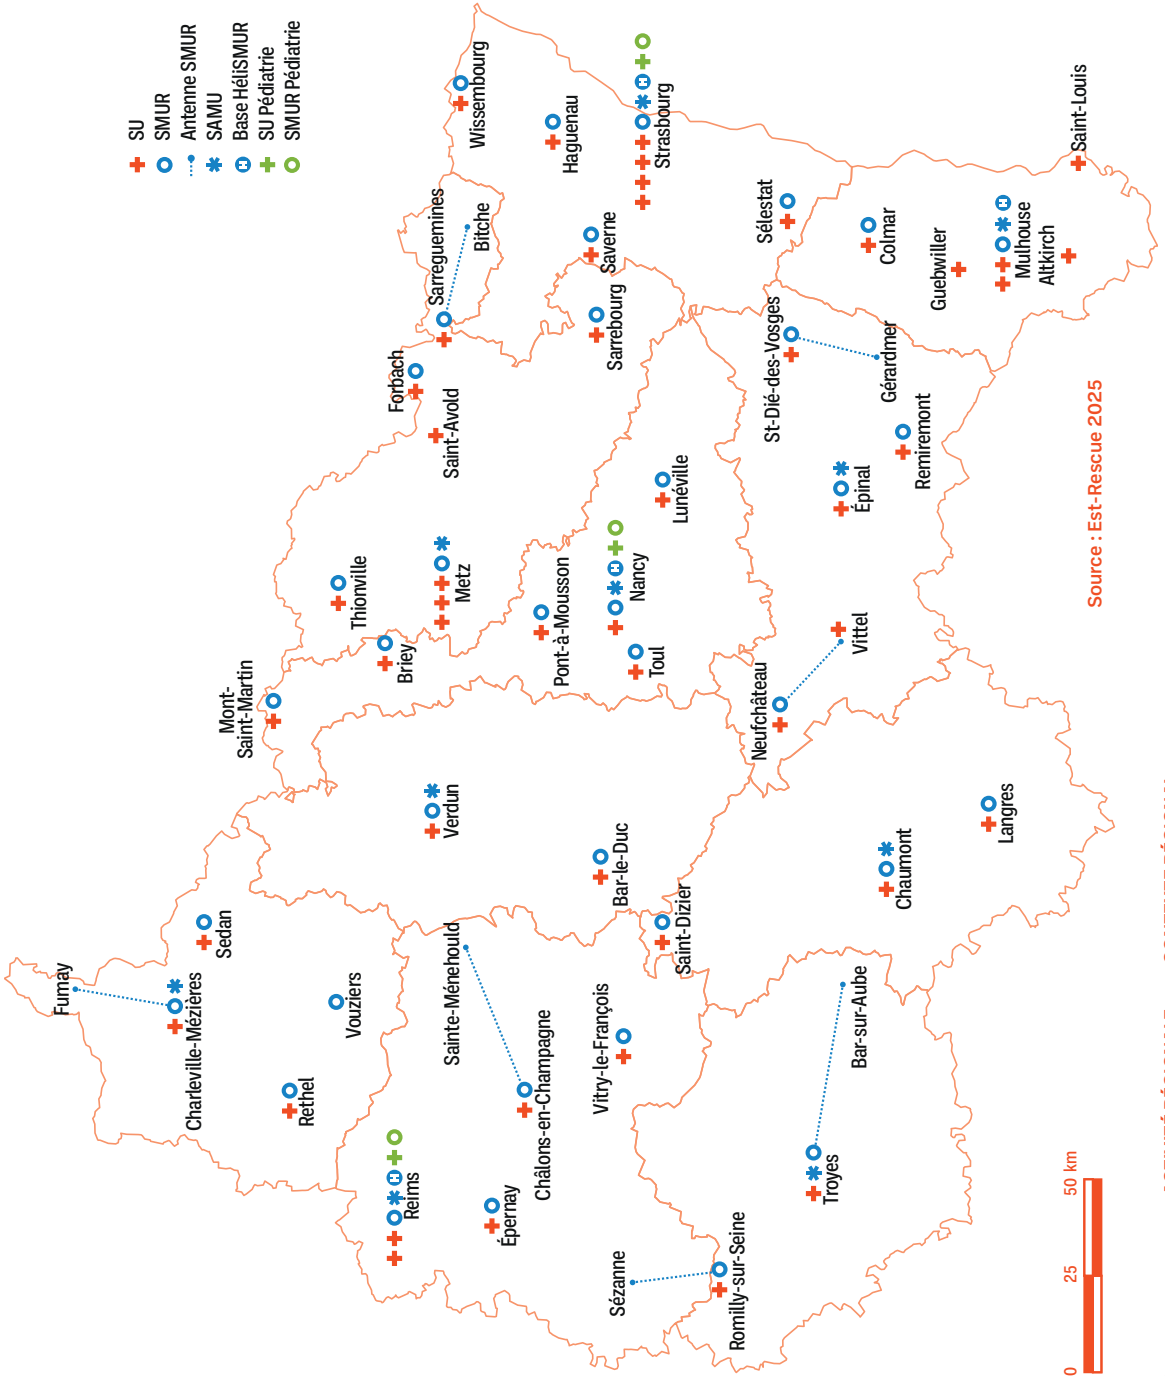 SU
SMUR
Antenne SMUR
SAMU
Base HéliSMUR
SU Pédiatrie
SMUR Pédiatrie
Fumay
Charleville-Mézières
Sedan
Rethel
Vouziers
Reims
Épernay
Châlons-en-Champagne
Sainte-Ménehould
Vitry-le-François
Sézanne
Romilly-sur-Seine
Troyes
Bar-sur-Aube
Saint-Dizier
Chaumont
Langres
Verdun
Bar-le-Duc
Mont-
Saint-Martin
Briey
Thionville
Metz
Pont-à-Mousson
Toul
Nancy
Lunéville
Forbach
Saint-Avold
Sarreguemines
Bitche
Sarrebourg
Neufchâteau
Vittel
Épinal
Remiremont
St-Dié-des-Vosges
Gérardmer
Wissembourg
Haguenau
Saverne
Strasbourg
Sélestat
Colmar
Guebwiller
Mulhouse
Altkirch
Saint-Louis
0
25
50 km
Source : Est-Rescue 2025